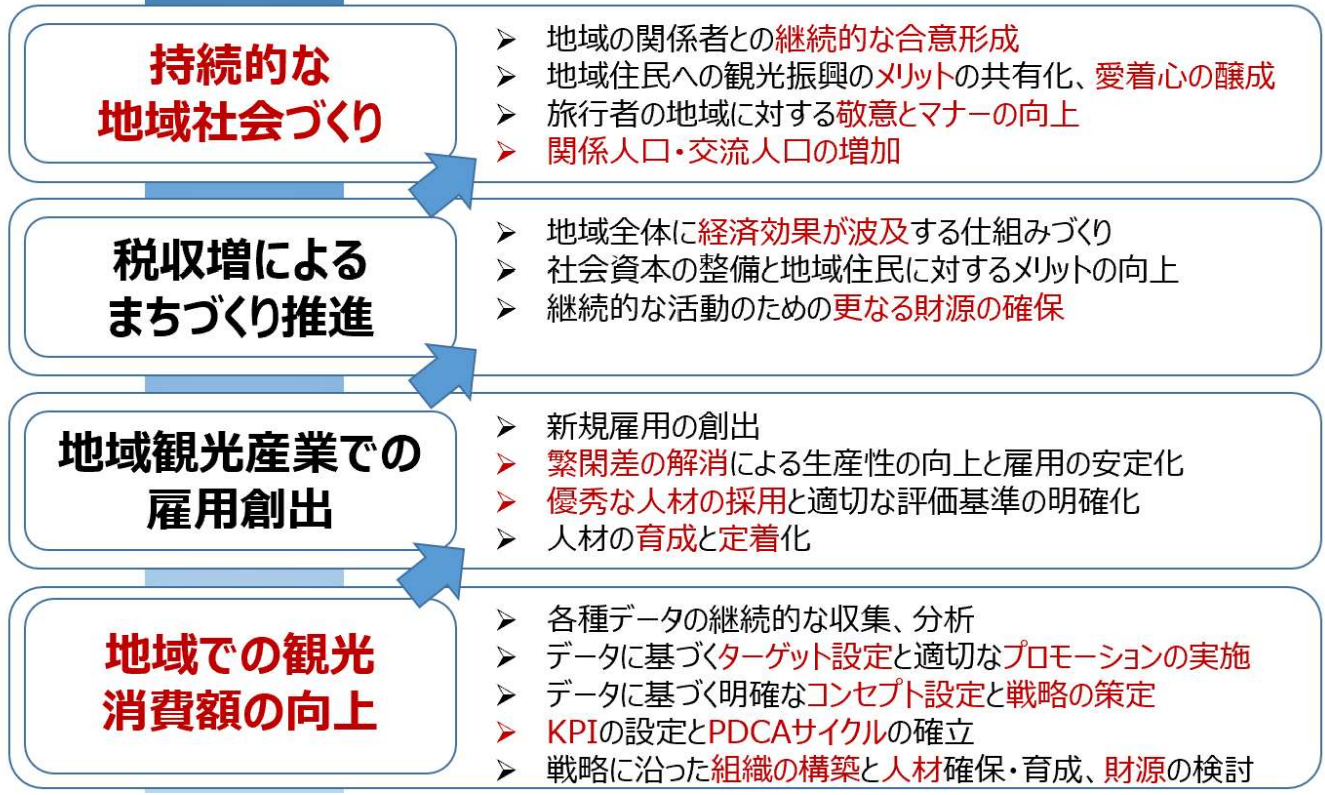 持続的な
地域社会づくり
➢ 地域の関係者との継続的な合意形成
➢ 地域住民への観光振興のメリットの共有化、愛着心の醸成
➢ 旅行者の地域に対する敬意とマナーの向上
➢ 関係人口・交流人口の増加
税収増による
まちづくり推進
➢ 地域全体に経済効果が波及する仕組みづくり
➢ 社会資本の整備と地域住民に対するメリットの向上
➢ 継続的な活動のための更なる財源の確保
地域観光産業での
雇用創出
➢ 新規雇用の創出
➢ 繁閑差の解消による生産性の向上と雇用の安定化
➢ 優秀な人材の採用と適切な評価基準の明確化
➢ 人材の育成と定着化
地域での観光
消費額の向上
➢ 各種データの継続的な収集、分析
➢ データに基づくターゲット設定と適切なプロモーションの実施
➢ データに基づく明確なコンセプト設定と戦略の策定
➢ KPIの設定とPDCAサイクルの確立
➢ 戦略に沿った組織の構築と人材確保・育成、財源の検討